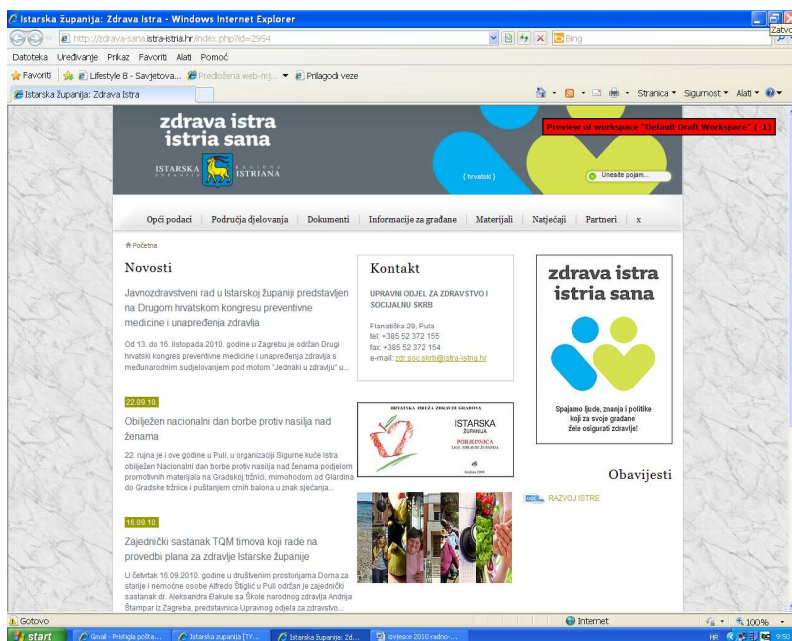 Istarska županija: Zdrava Istra - Windows Internet Explorer
Zatvo
http://zdrava-sana.istra-istria.hr/index.php?id=2954
Bing
Datoteka Uređivanje Prikaz Favoriti Alati Pomoć
Favoriti Lifestyle 8 - Savjetova... Predložena web-mj... Prilagodi veze
Istarska županija: Zdrava Istra
Stranica Sigurnost Alati
zdrava istra
istria sana
ISTARSKA
ISTRIANA
Preview of workspace "Default Draft Workspace" (-1)
( hrvatski )
Unesite pojam...
Opći podaci Područja djelovanja Dokumenti Informacije za građane Materijali Natječaji Partneri x
Početna
Novosti
Javnozdravstveni rad u Istarskoj županiji predstavljen
na Drugom hrvatskom kongresu preventivne
medicine i unapređenja zdravlja
Od 13. do 16. listopada 2010. godine u Zagrebu je održan Drugi
hrvatski kongres preventivne medicine i unapređenja zdravlja s
međunarodnim sudjelovanjem pod motom "Jednaki u zdravlju" u...
22.09.10.
Obilježen nacionalni dan borbe protiv nasilja nad
ženama
22. rujna je i ove godine u Puli, u organizaciji Sigurne kuće Istra
obilježen Nacionalni dan borbe protiv nasilja nad ženama podjelom
promotivnih materijala na Gradskoj tržnici, mimohodom od Giardina
do Gradske tržnice i puštanjem crnih balona u znak sjećanja...
16.09.10.
Zajednički sastanak TQM timova koji rade na
provedbi plana za zdravlje Istarske županije
U četvrtak 16.09.2010. godine u društvenim prostorijama Doma za
starije i nemoćne osobe Alfredo Štiglić u Puli održan je zajednički
sastanak dr. Aleksandra Đakule sa Škole narodnog zdravlja Andrija
Štampar iz Zagreba, predstavnica Upravnog odjela za zdravstvo...
Kontakt
UPRAVNI ODJEL ZA ZDRAVSTVO I
SOCIJALNU SKRB
Flanatička 29, Pula
tel: +385 52 372 155
fax: +385 52 372 154
e-mail: zdr.soc.skrb@istra-istria.hr
HRVATSKA MREŽA ZDRAVIH GRADOVA
ISTARSKA
ŽUPANIJA
POBJEDNICA
LIGE ZDRAVIH ŽUPANIJA
zdrava istra
istria sana
Spajamo ljude, znanja i politike
koji za svoje građane
žele osigurati zdravlje!
Obavijesti
RAZVOJ ISTRE
Gotovo
Internet
100%
start
Gmail - Pristigla pošta...
Istarska županija [TY...
Istarska županija: Zd...
izvjesce 2010 radno-...
HR
9:50